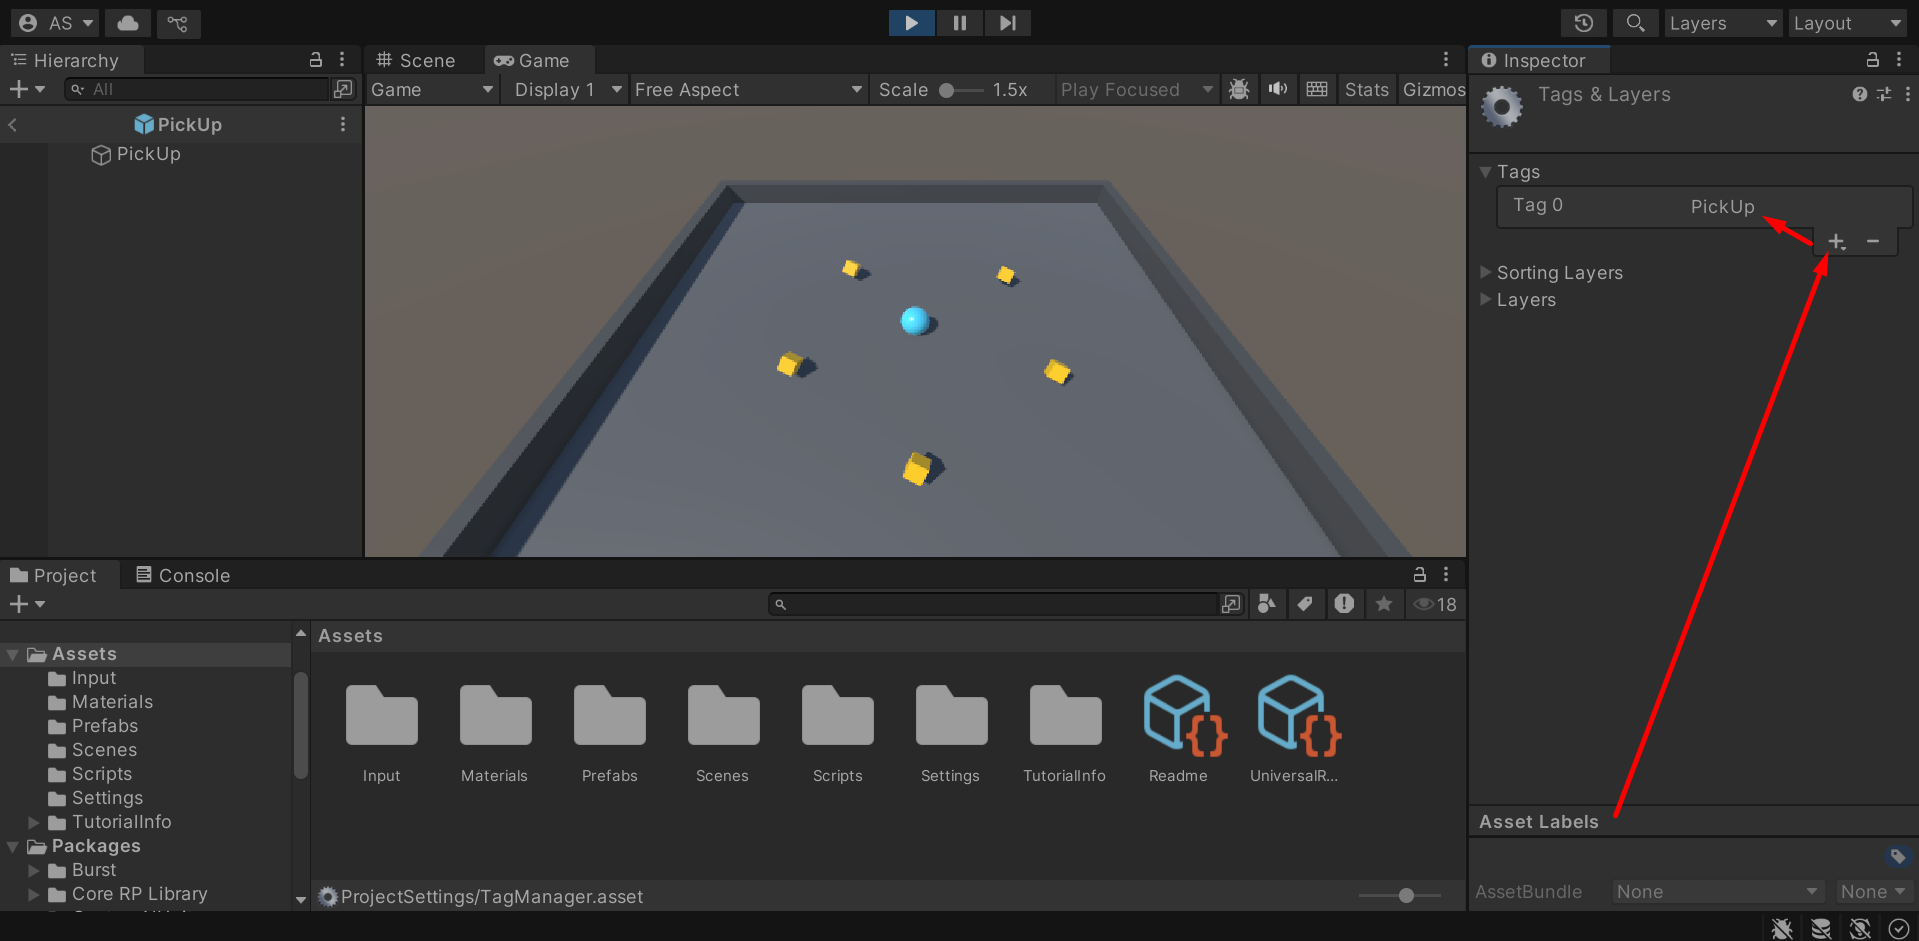 AS
Layers
Layout
Hierarchy
All
PickUp
PickUp
Scene
Game
Game
Display 1
Free Aspect
Scale
1.5x
Play Focused
Stats
Gizmos
Inspector
Tags & Layers
Tags
Tag 0
PickUp
Sorting Layers
Layers
Project
Console
18
Assets
Input
Materials
Prefabs
Scenes
Scripts
Settings
TutorialInfo
Packages
Burst
Core RP Library
Assets
Input
Materials
Prefabs
Scenes
Scripts
Settings
TutorialInfo
Readme
UniversalR...
ProjectSettings/TagManager.asset
Asset Labels
AssetBundle
None
None